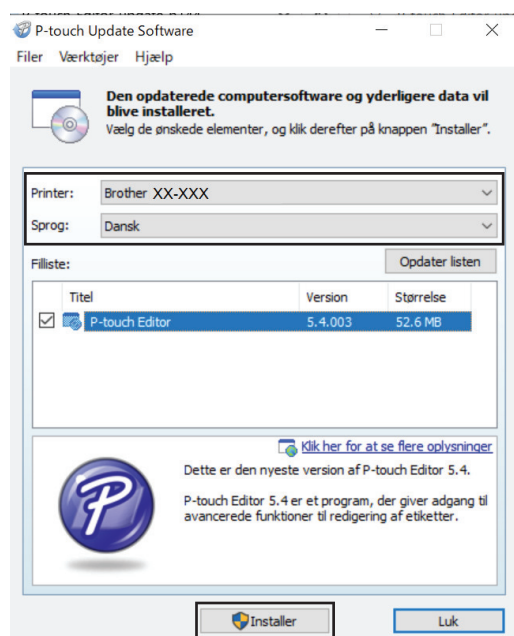 P-touch Update Software
Filer Værktøjer Hjælp
Den opdaterede computersoftware og yderligere data vil
blive installeret.
Vælg de ønskede elementer, og klik derefter på knappen "Installer".
Printer: Brother XX-XXX
Sprog: Dansk
Filliste: Opdater listen
Titel Version Størrelse
P-touch Editor 5.4.003 52.6 MB
Klik her for at se flere oplysninger
Dette er den nyeste version af P-touch Editor 5.4.
P-touch Editor 5.4 er et program, der giver adgang til
avancerede funktioner til redigering af etiketter.
Installer Luk